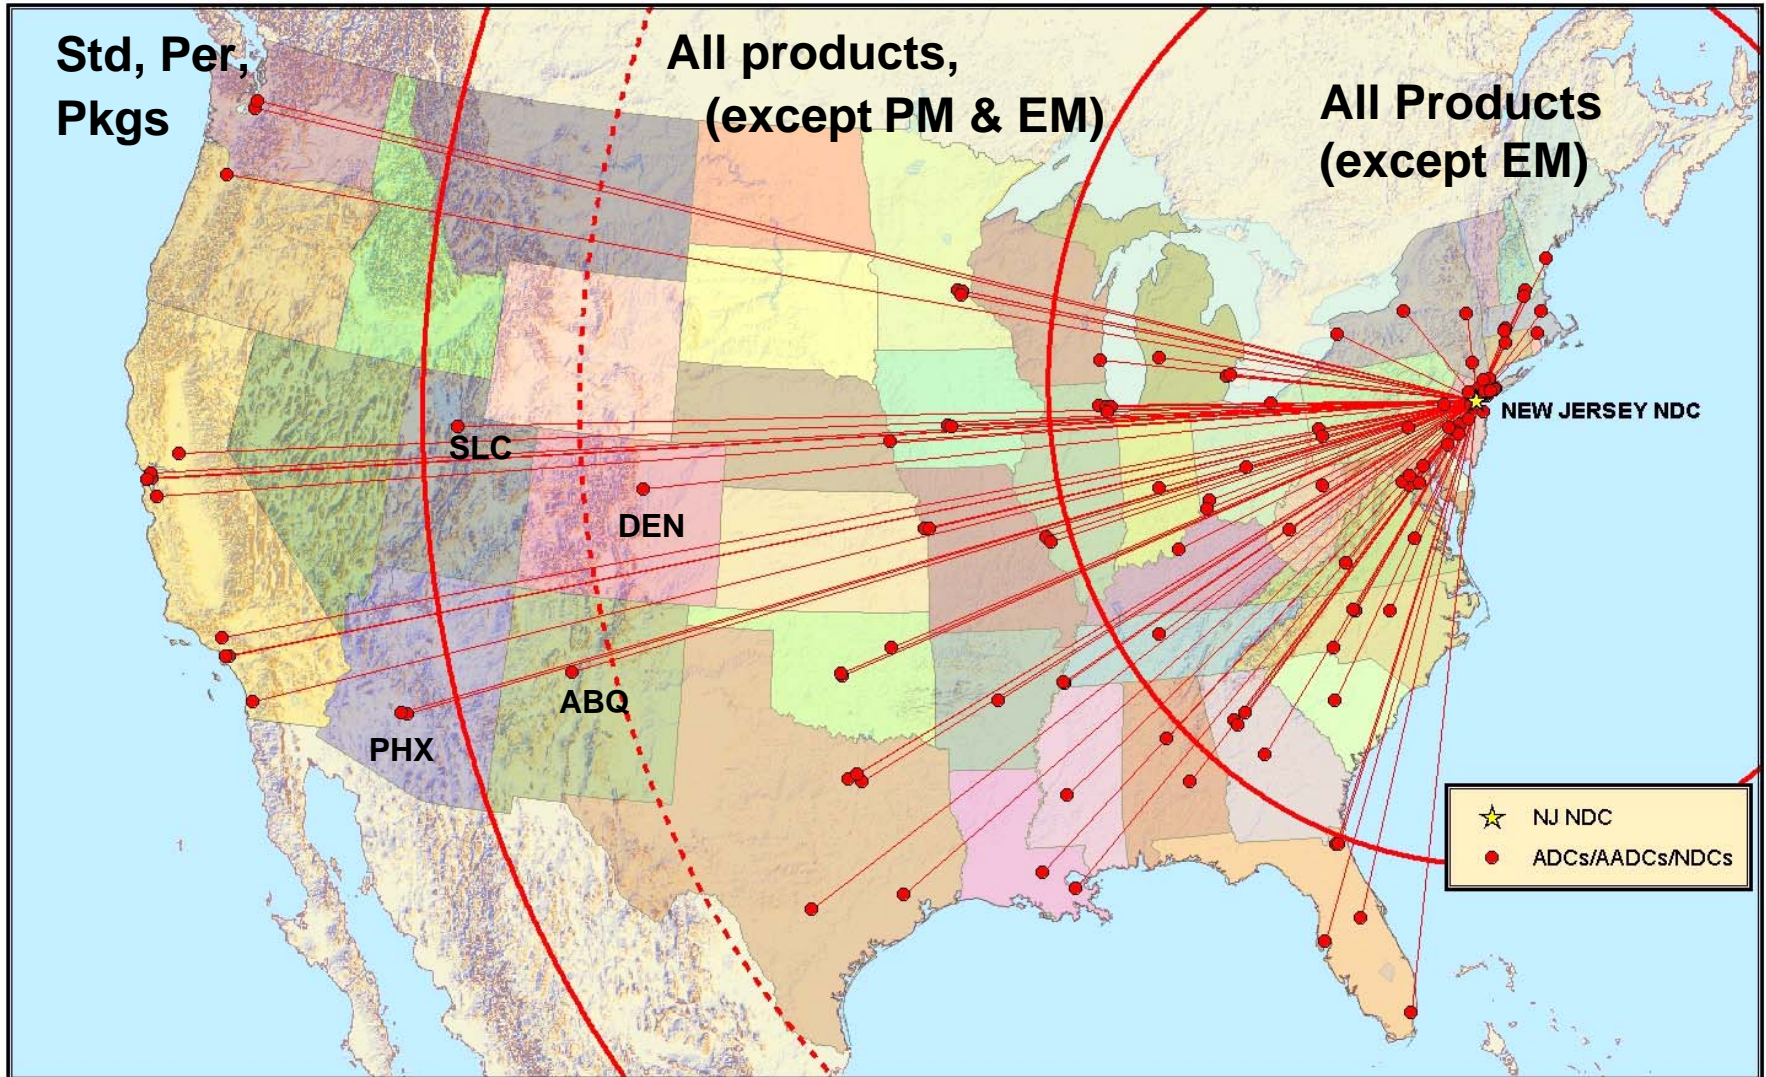 Std, Per,
Pkgs
All products,
(except PM & EM)
All Products
(except EM)
NEW JERSEY NDC
SLC
DEN
ABQ
PHX
NJ NDC
ADCs/AADCs/NDCs
1